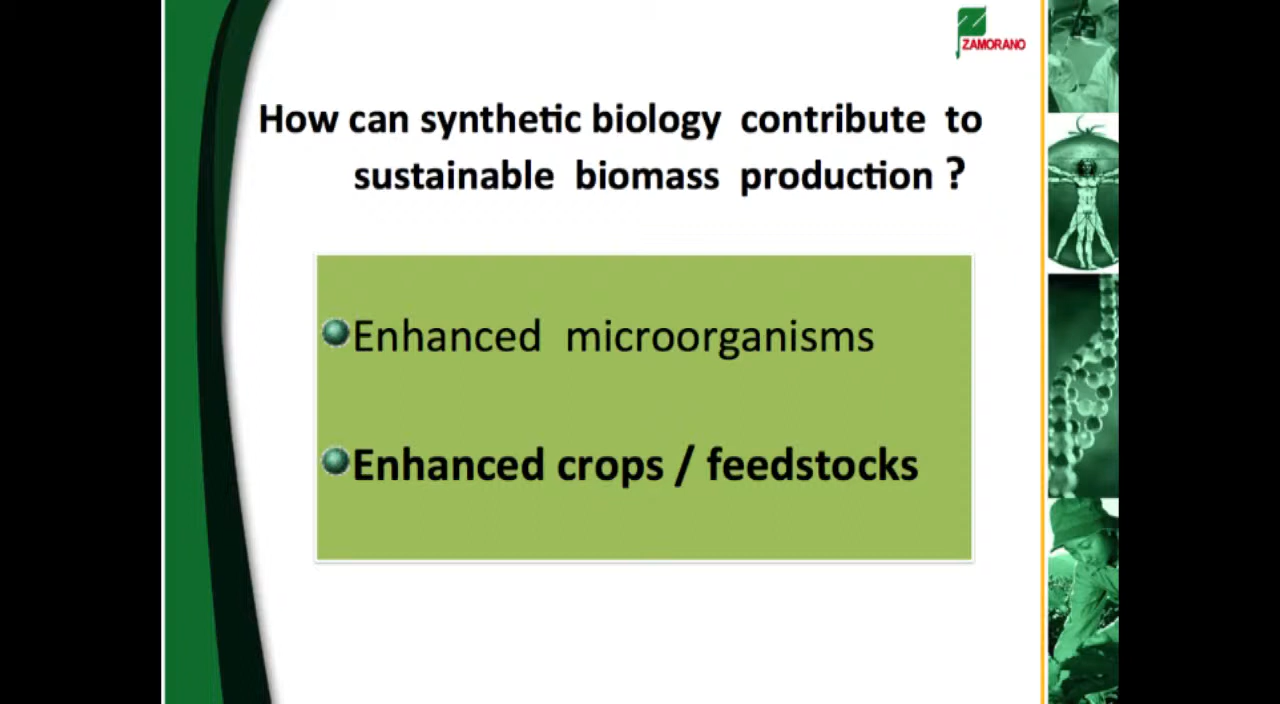 ZAMORANO
How can synthetic biology contribute to
sustainable biomass production ?
Enhanced microorganisms
Enhanced crops / feedstocks